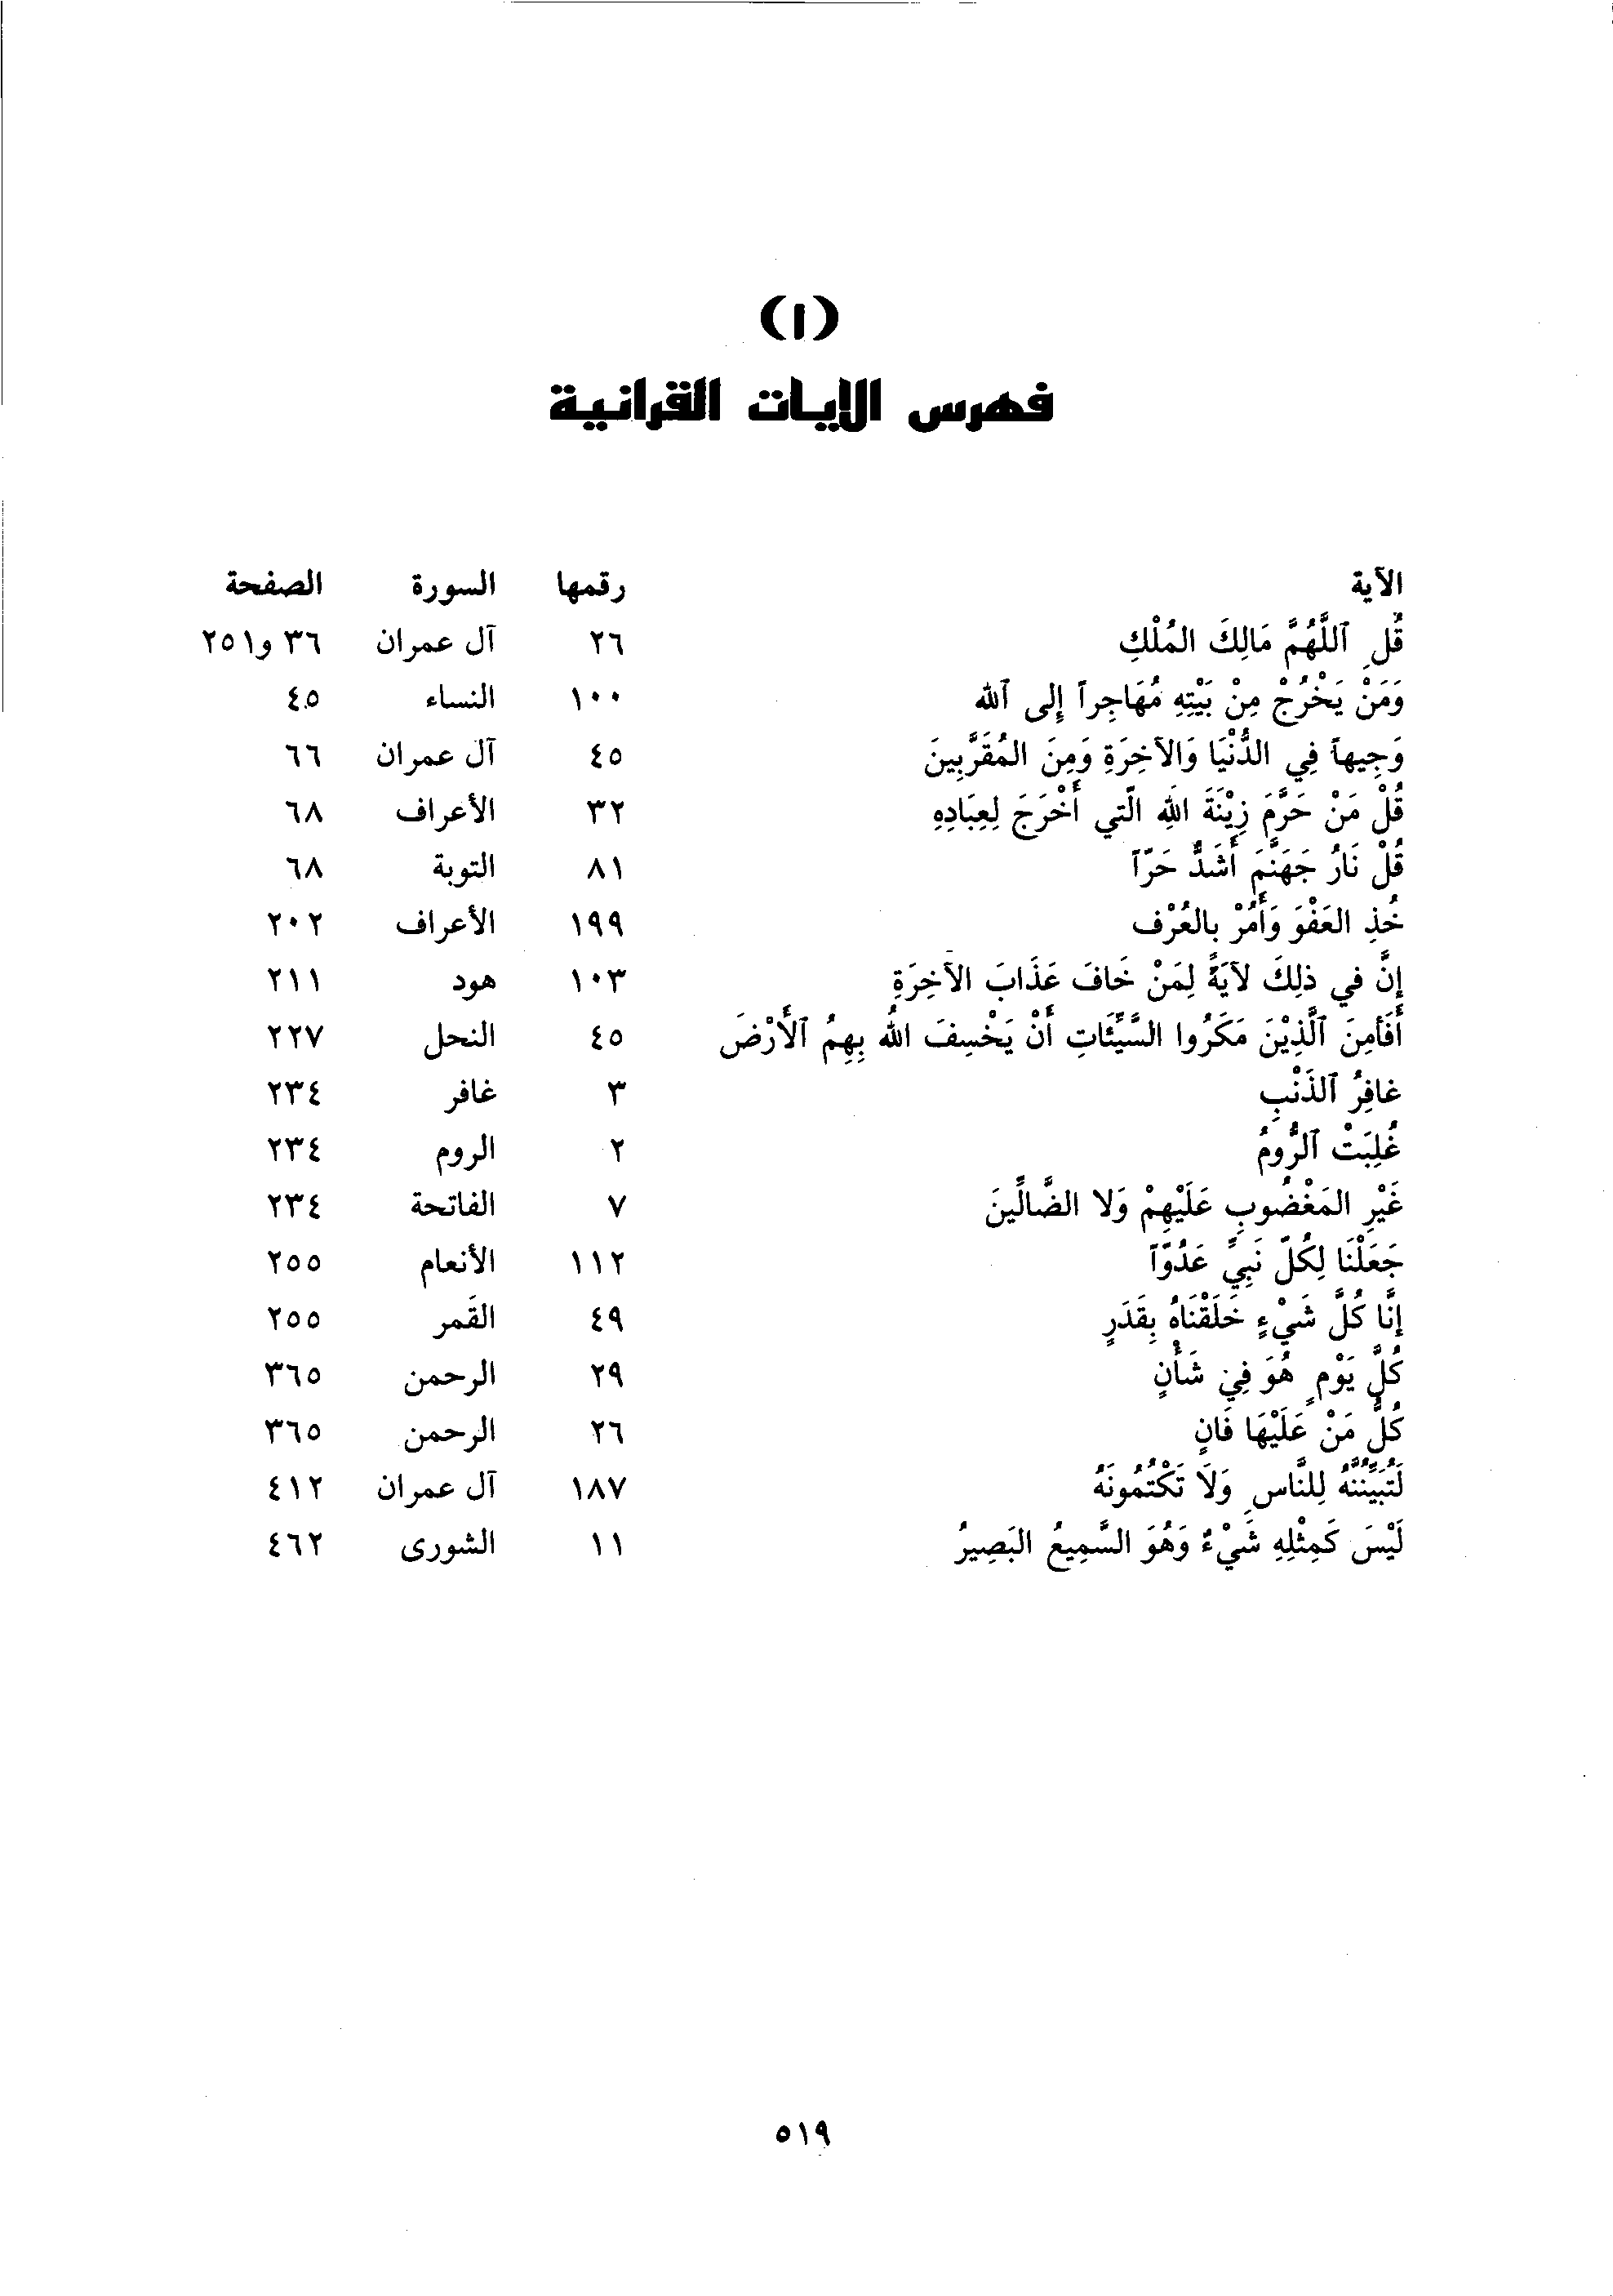 (١)
فهرس الايات القرانية
الآية رقمها السورة الصفحة
قُلِ ٱللَّهُمَّ مَالِكَ المُلْكِ ٢٦ آل عمران ٣٦ و٢٥١
وَمَنْ يَخْرُجْ مِنْ بَيْتِهِ مُهَاجِراً إِلى ٱلله ١٠٠ النساء ٤٥
وَجِيهاً فِي الدُّنْيَا وَالآخِرَةِ وَمِنَ المُقَرَّبِينَ ٤٥ آل عمران ٦٦
قُلْ مَنْ حَرَّمَ زِيْنَةَ اللهِ الَّتي أَخْرَجَ لِعِبَادِهِ ٣٢ الأعراف ٦٨
قُلْ نَارُ جَهَنَّمَ أَشَدُّ حَرّاً ٨١ التوبة ٦٨
خُذِ العَفْوَ وَأْمُرْ بِالعُرْف ١٩٩ الأعراف ٢٠٢
إِنَّ في ذلِكَ لآيَةً لِمَنْ خَافَ عَذَابَ الآخِرَةِ ١٠٣ هود ٢١١
أَفَأَمِنَ ٱلَّذِيْنَ مَكَرُوا السَّيِّئَاتِ أَنْ يَخْسِفَ اللهُ بِهِمُ ٱلأَرْضَ ٤٥ النحل ٢٢٧
غافِرُ ٱلذَنْبِ ٣ غافر ٢٣٤
غُلِبَتْ ٱلرُّومُ ٢ الروم ٢٣٤
غَيْرِ المَغْضُوبِ عَلَيْهِمْ وَلا الضَّالِّينَ ٧ الفاتحة ٢٣٤
جَعَلْنَا لِكُلِّ نَبِيٍّ عَدُوّاً ١١٢ الأنعام ٢٥٥
إِنَّا كُلَّ شَيْءٍ خَلَقْنَاهُ بِقَدَرٍ ٤٩ القَمر ٢٥٥
كُلَّ يَوْمٍ هُوَ فِيْ شَأْنٍ ٢٩ الرحمن ٣٦٥
كُلُّ مَنْ عَلَيْهَا فَانٍ ٢٦ الرحمن ٣٦٥
لَتُبَيِّنُنَّهُ لِلنَّاسِ وَلَا تَكْتُمُونَهُ ١٨٧ آل عمران ٤١٢
لَيْسَ كَمِثْلِهِ شَيْءٌ وَهُوَ السَّمِيعُ البَصِيرُ ١١ الشورى ٤٦٢
٥١٩